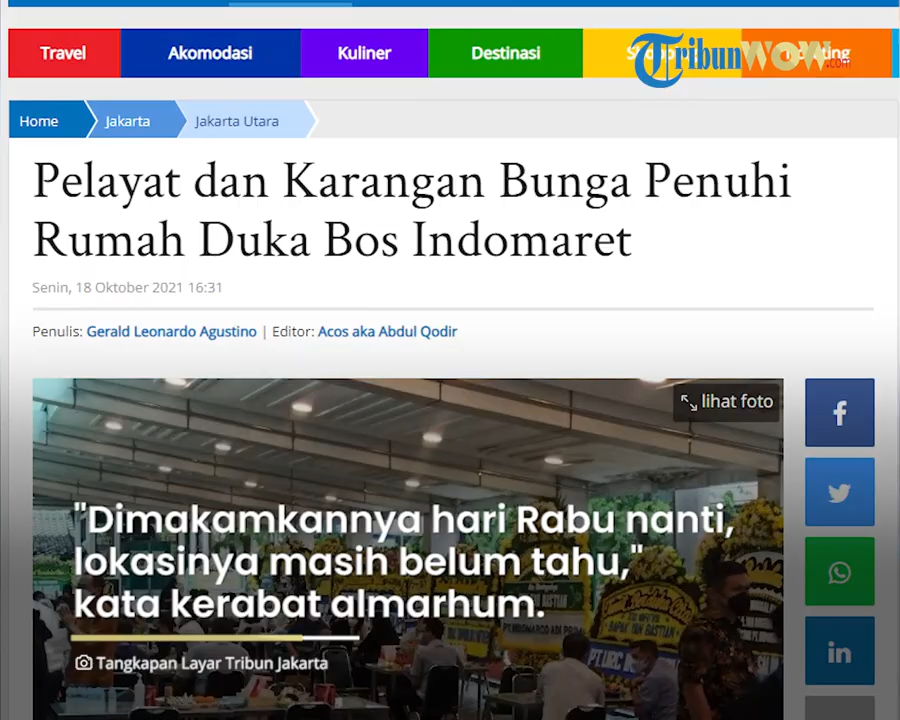 Travel
Akomodasi
Kuliner
Destinasi
TribunWOW.com
Home
Jakarta
Jakarta Utara
Pelayat dan Karangan Bunga Penuhi
Rumah Duka Bos Indomaret
Senin, 18 Oktober 2021 16:31
Penulis: Gerald Leonardo Agustino | Editor: Acos aka Abdul Qodir
lihat foto
"Dimakamkannya hari Rabu nanti,
lokasinya masih belum tahu,"
kata kerabat almarhum.
Tangkapan Layar Tribun Jakarta